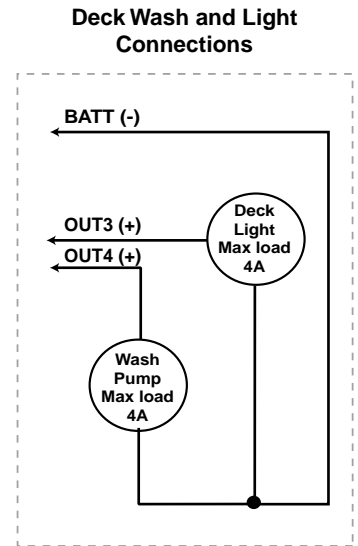 Deck Wash and Light
Connections
BATT (-)
OUT3 (+)
OUT4 (+)
Deck
Light
Max load
4A
Wash
Pump
Max load
4A